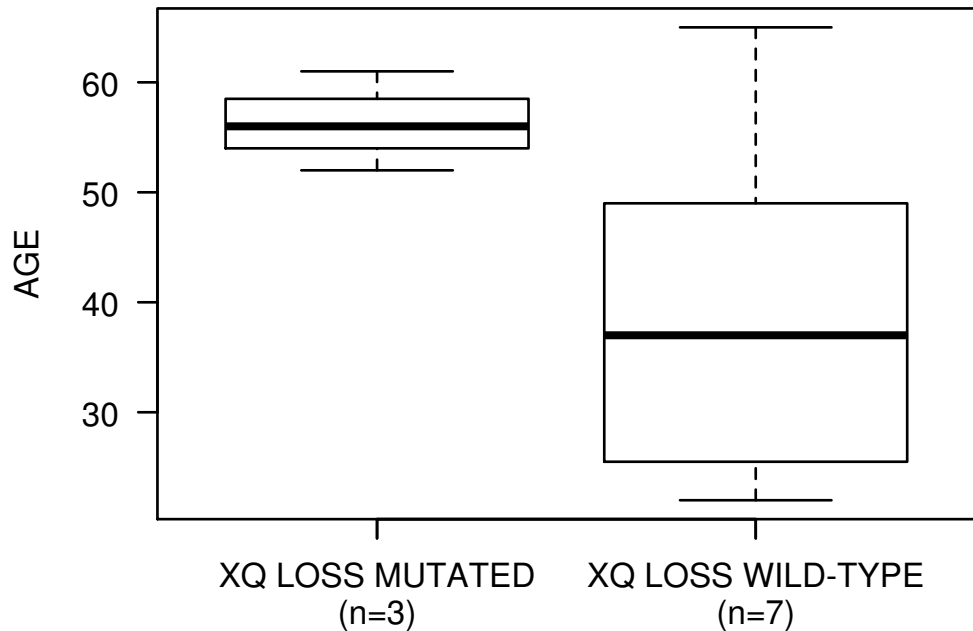 60
50
40
30
AGE
XQ LOSS MUTATED
(n=3)
XQ LOSS WILD-TYPE
(n=7)